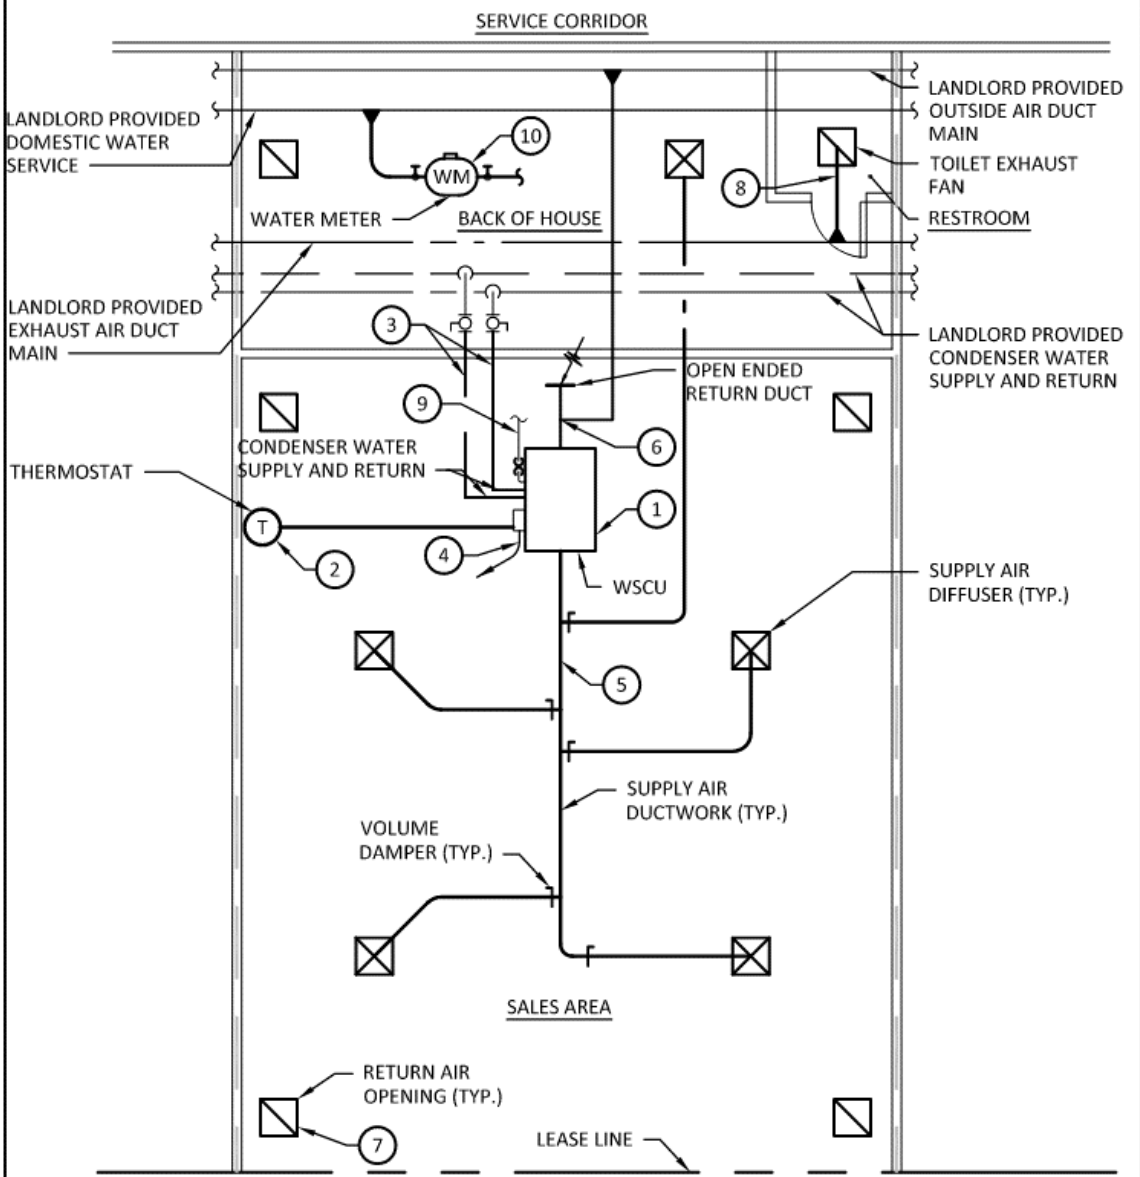 SERVICE CORRIDOR
LANDLORD PROVIDED
OUTSIDE AIR DUCT
MAIN
LANDLORD PROVIDED
DOMESTIC WATER
SERVICE
10
TOILET EXHAUST
FAN
WM
8
WATER METER
BACK OF HOUSE
RESTROOM
LANDLORD PROVIDED
EXHAUST AIR DUCT
MAIN
3
LANDLORD PROVIDED
CONDENSER WATER
SUPPLY AND RETURN
OPEN ENDED
RETURN DUCT
9
CONDENSER WATER
SUPPLY AND RETURN
6
THERMOSTAT
1
T
2
4
WSCU
SUPPLY AIR
DIFFUSER (TYP.)
5
SUPPLY AIR
DUCTWORK (TYP.)
VOLUME
DAMPER (TYP.)
SALES AREA
RETURN AIR
OPENING (TYP.)
7
LEASE LINE